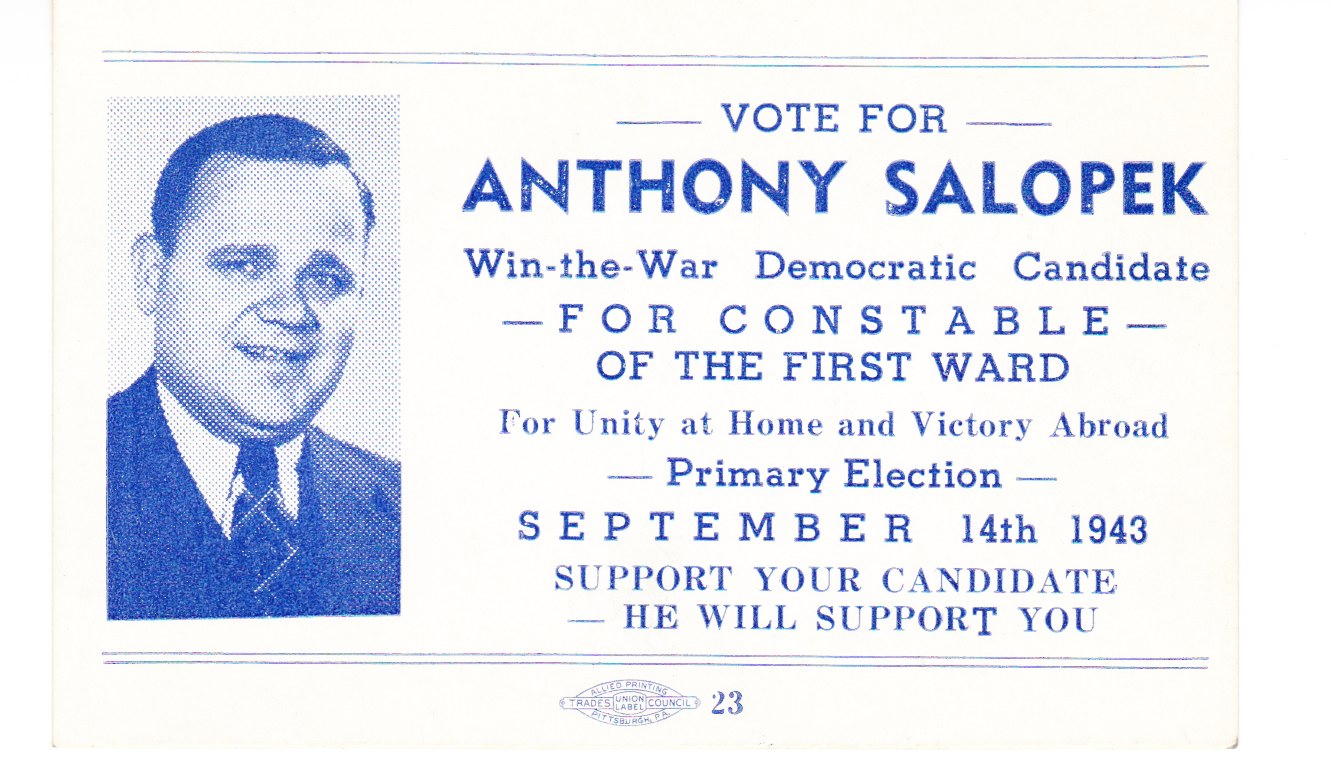 — VOTE FOR —
ANTHONY SALOPEK
Win-the-War Democratic Candidate
— FOR CONSTABLE —
OF THE FIRST WARD
For Unity at Home and Victory Abroad
— Primary Election —
SEPTEMBER 14th 1943
SUPPORT YOUR CANDIDATE
— HE WILL SUPPORT YOU
ALLIED PRINTING
TRADES UNION LABEL COUNCIL 23
PITTSBURGH, PA.